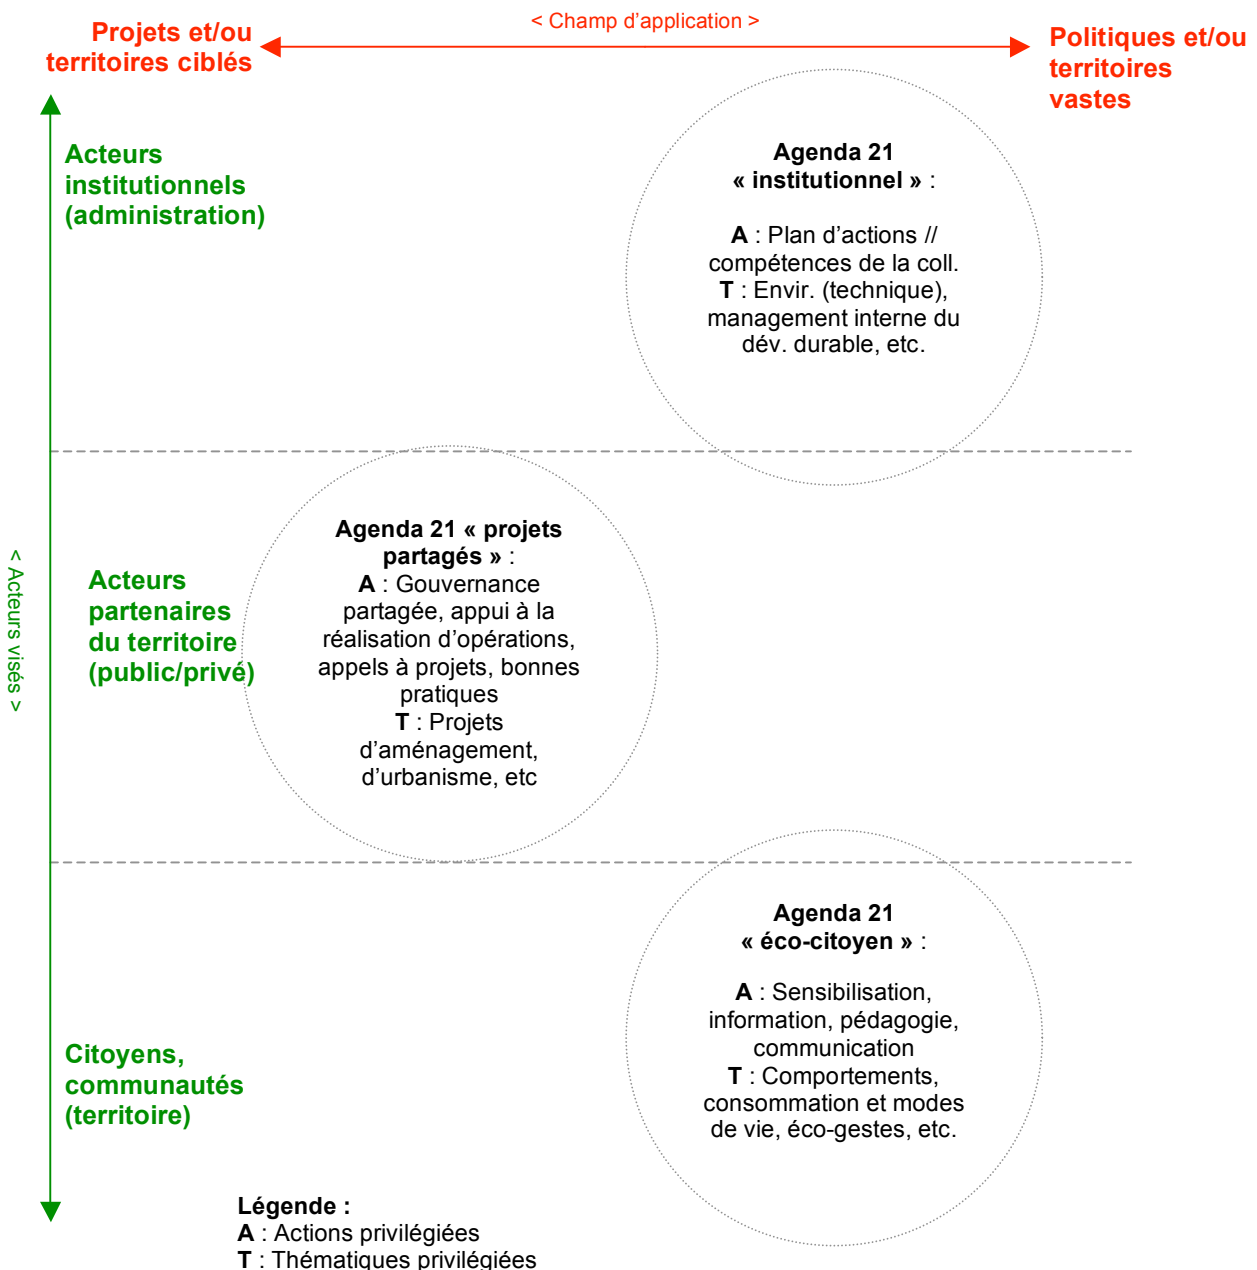 < Champ d’application >
Projets et/ou
territoires ciblés
Politiques et/ou
territoires
vastes
Acteurs
institutionnels
(administration)
Agenda 21
« institutionnel » :
A : Plan d’actions //
compétences de la coll.
T : Envir. (technique),
management interne du
dév. durable, etc.
< Acteurs visés >
Acteurs
partenaires
du territoire
(public/privé)
Agenda 21 « projets
partagés » :
A : Gouvernance
partagée, appui à la
réalisation d’opérations,
appels à projets, bonnes
pratiques
T : Projets
d’aménagement,
d’urbanisme, etc
Agenda 21
« éco-citoyen » :
A : Sensibilisation,
information, pédagogie,
communication
T : Comportements,
consommation et modes
de vie, éco-gestes, etc.
Citoyens,
communautés
(territoire)
Légende :
A : Actions privilégiées
T : Thématiques privilégiées